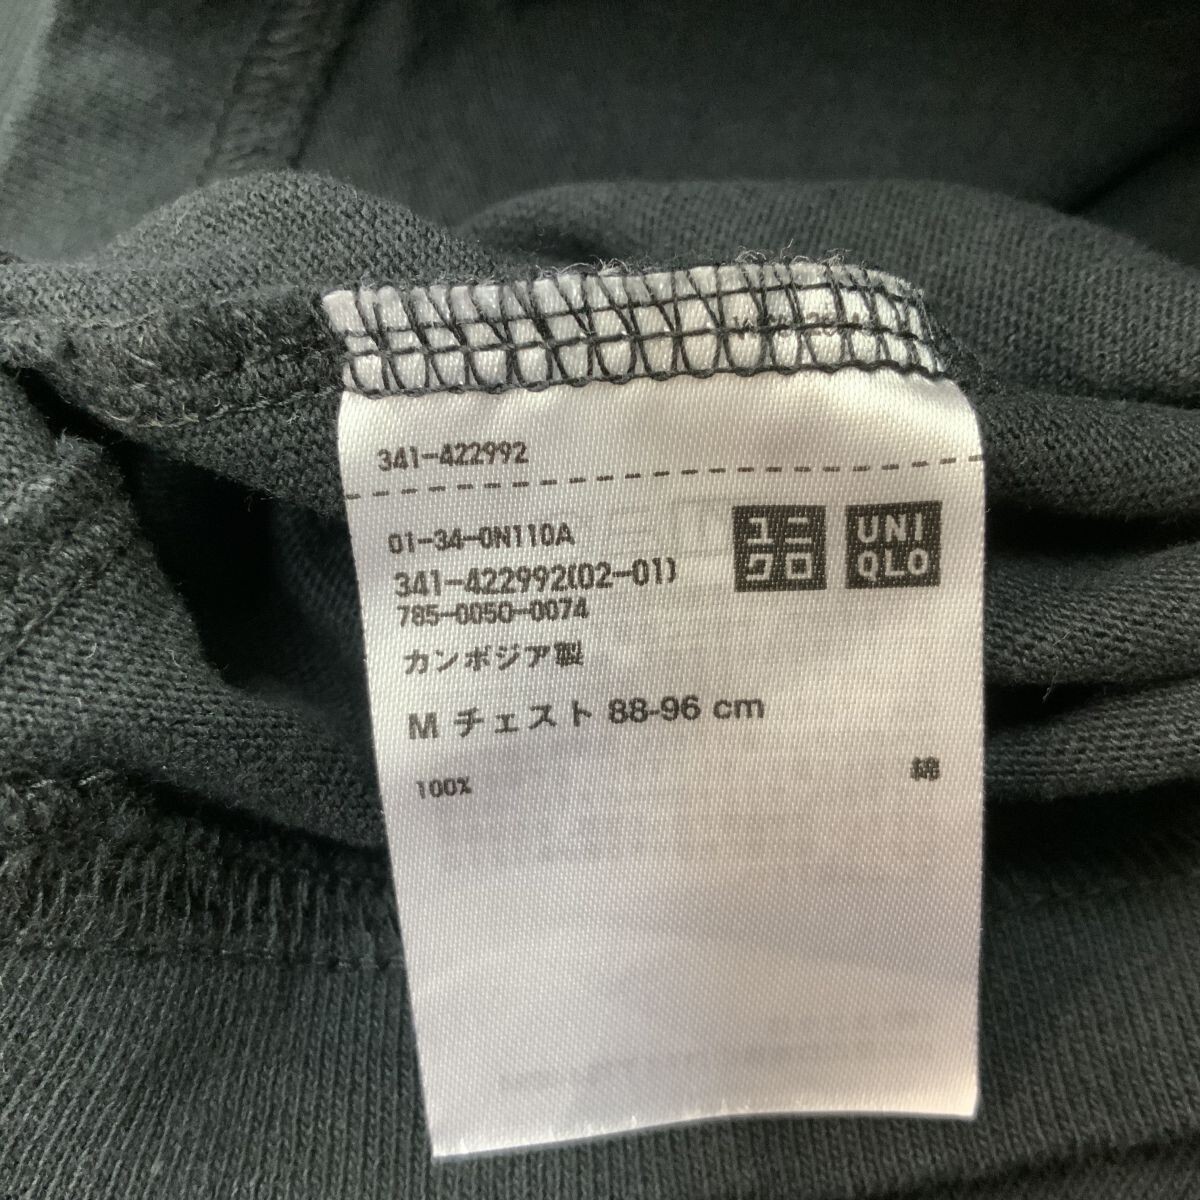 341-422992
01-34-0N110A
341-422992(02-01)
785-0050-0074
ユニクロ
UNIQLO
カンボジア製
M チェスト 88-96 cm
100% 綿